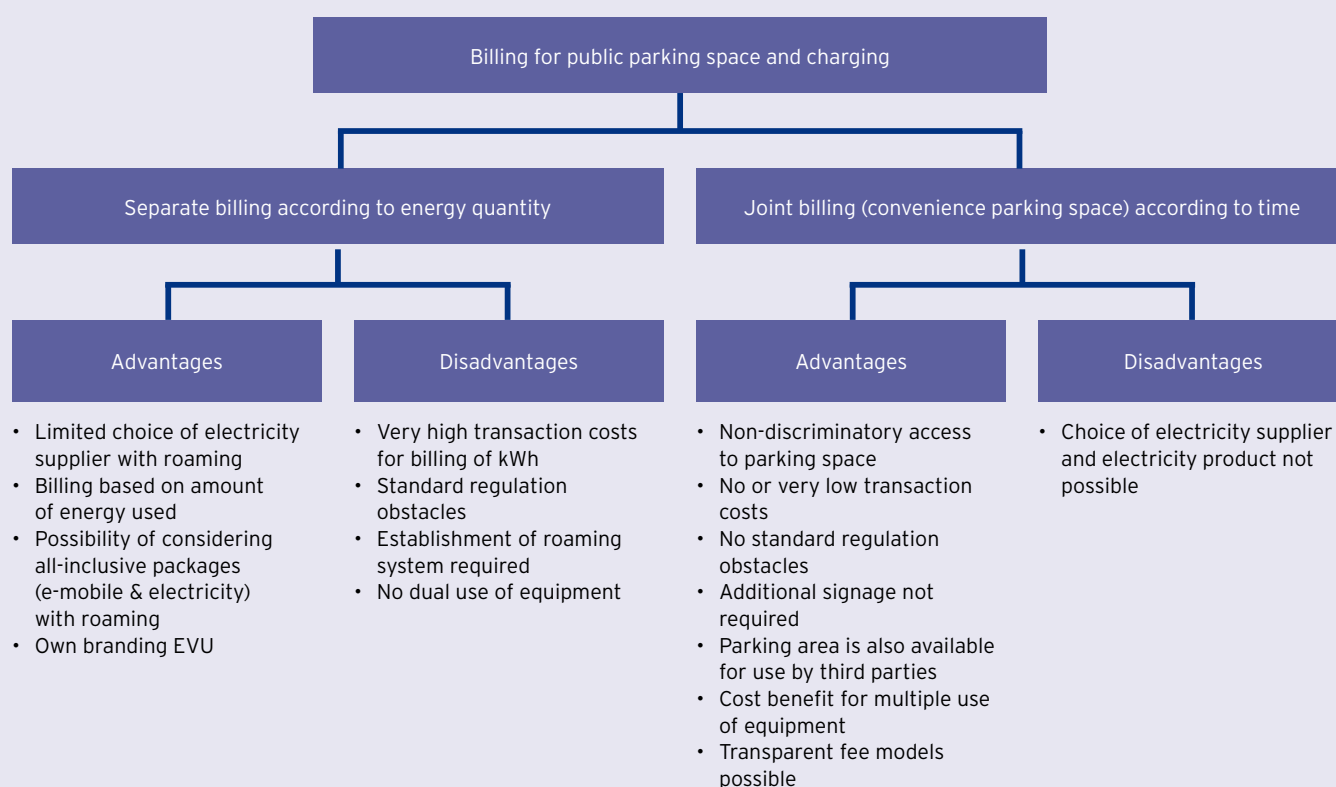 Billing for public parking space and charging
Separate billing according to energy quantity
Joint billing (convenience parking space) according to time
Advantages
• Limited choice of electricity
supplier with roaming
• Billing based on amount
of energy used
• Possibility of considering
all-inclusive packages
(e-mobile & electricity)
with roaming
• Own branding EVU
Disadvantages
• Very high transaction costs
for billing of kWh
• Standard regulation
obstacles
• Establishment of roaming
system required
• No dual use of equipment
Advantages
• Non-discriminatory access
to parking space
• No or very low transaction
costs
• No standard regulation
obstacles
• Additional signage not
required
• Parking area is also available
for use by third parties
• Cost benefit for multiple use
of equipment
• Transparent fee models
possible
Disadvantages
• Choice of electricity supplier
and electricity product not
possible